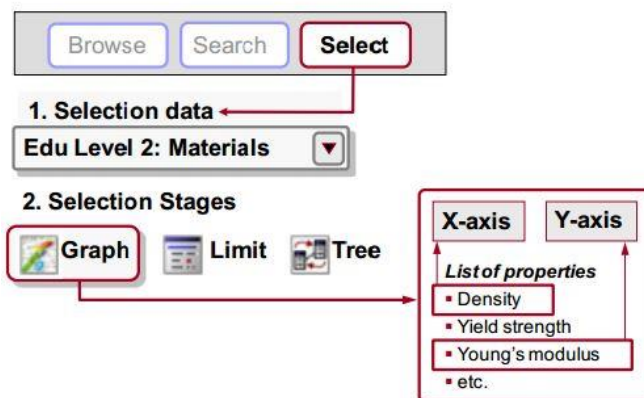 Browse Search Select
1. Selection data
Edu Level 2: Materials
2. Selection Stages
Graph Limit Tree
X-axis Y-axis
List of properties
▪ Density
▪ Yield strength
▪ Young's modulus
▪ etc.